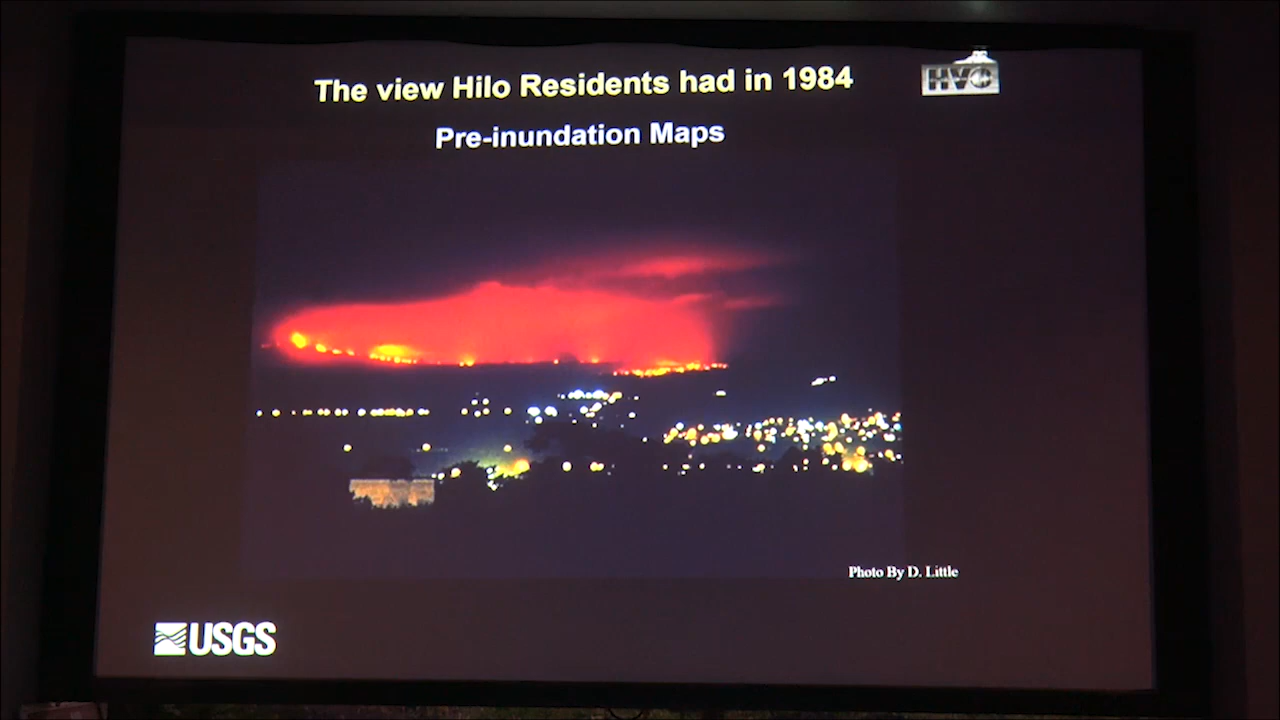 The view Hilo Residents had in 1984
HVO
Pre-inundation Maps
Photo By D. Little
USGS